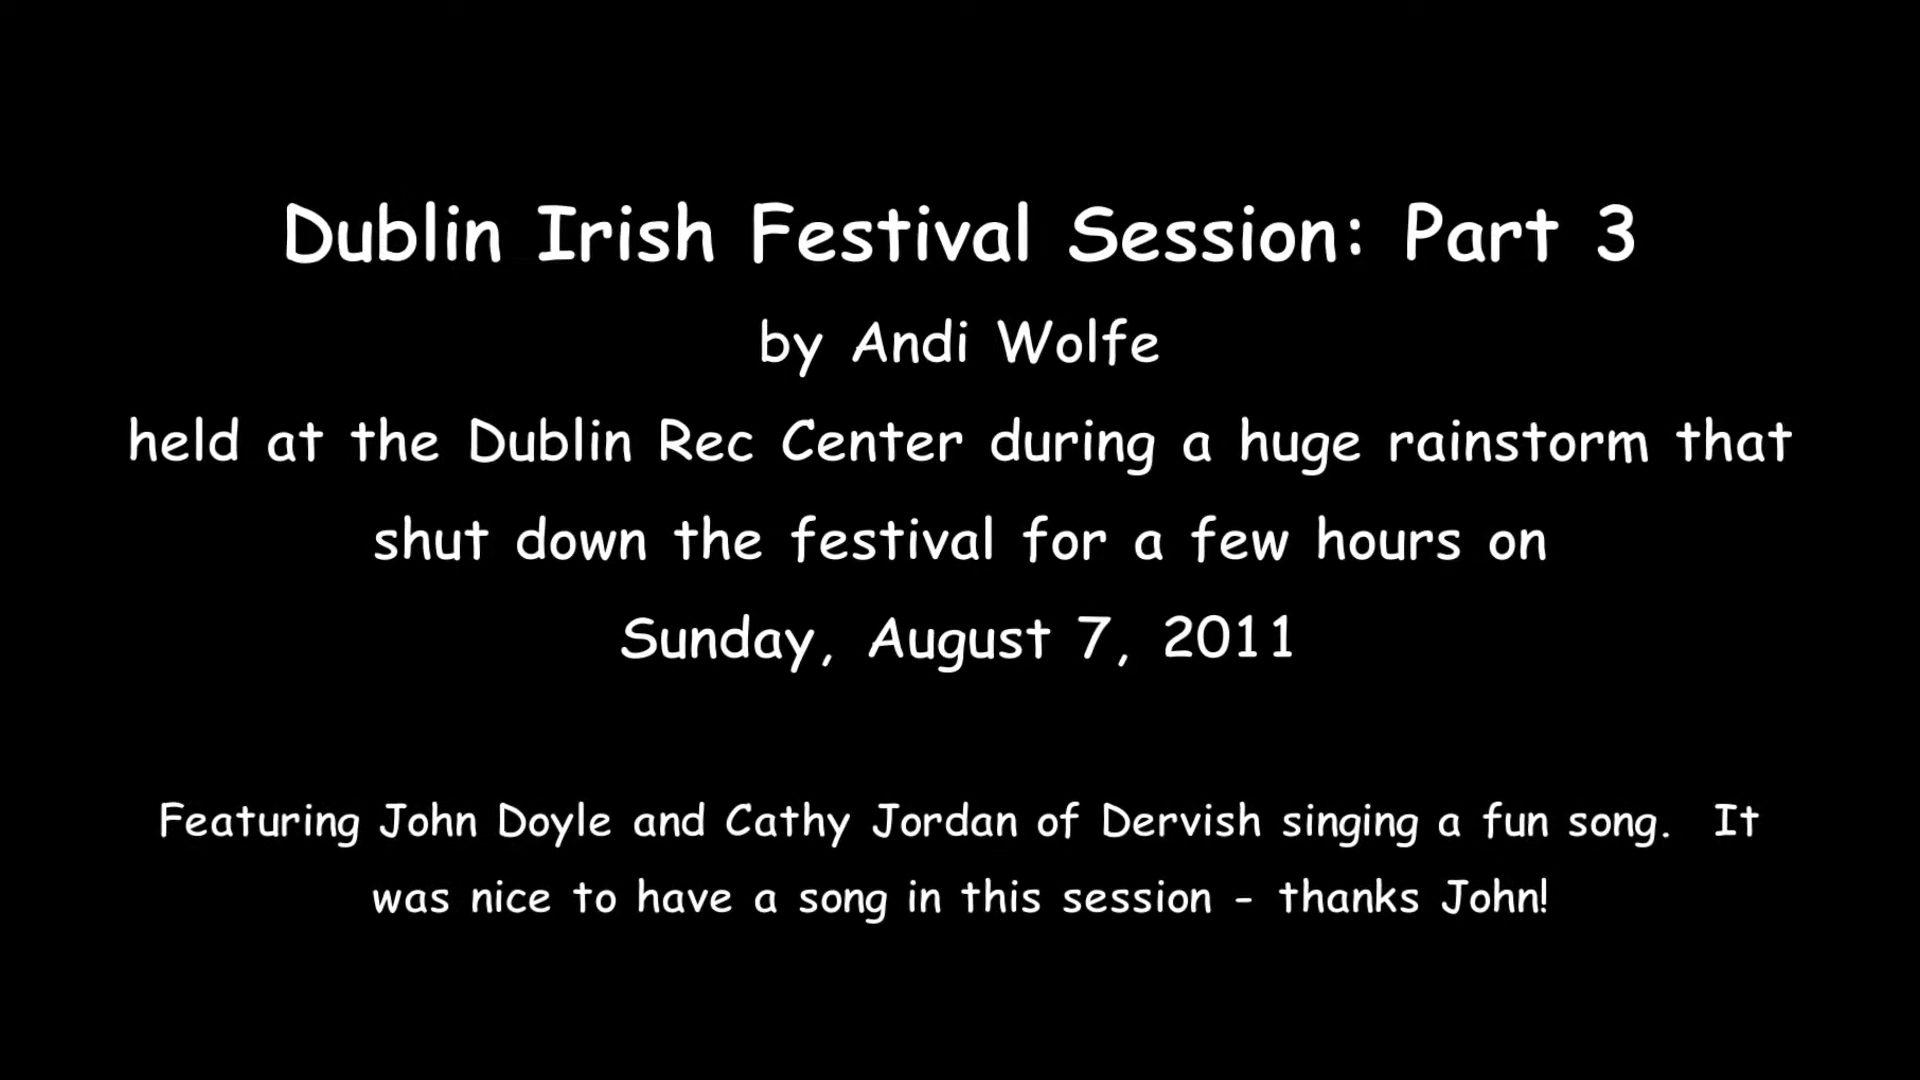 Dublin Irish Festival Session: Part 3
by Andi Wolfe
held at the Dublin Rec Center during a huge rainstorm that
shut down the festival for a few hours on
Sunday, August 7, 2011
Featuring John Doyle and Cathy Jordan of Dervish singing a fun song.  It
was nice to have a song in this session - thanks John!